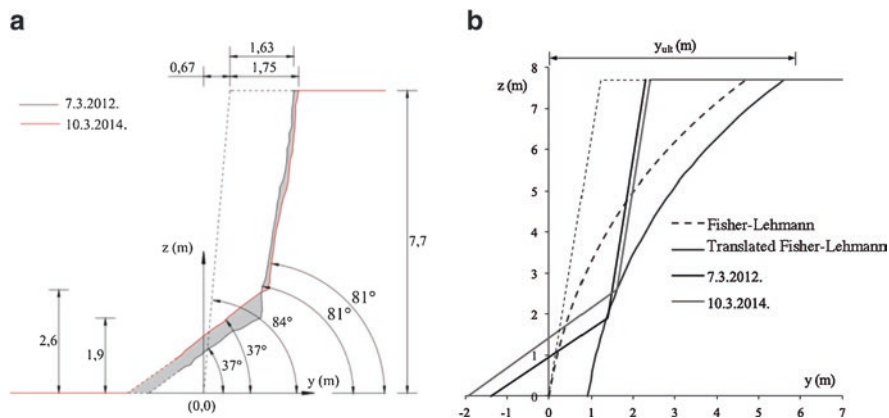 a
1,63
0,67
1,75
7.3.2012.
10.3.2014.
7,7
z (m)
2,6
1,9
81°
81°
84°
37°
37°
y (m)
(0,0)
b
yult (m)
z (m)
8
7
6
5
4
3
2
1
0
Fisher-Lehmann
Translated Fisher-Lehmann
7.3.2012.
10.3.2014.
y (m)
-2 -1 0 1 2 3 4 5 6 7